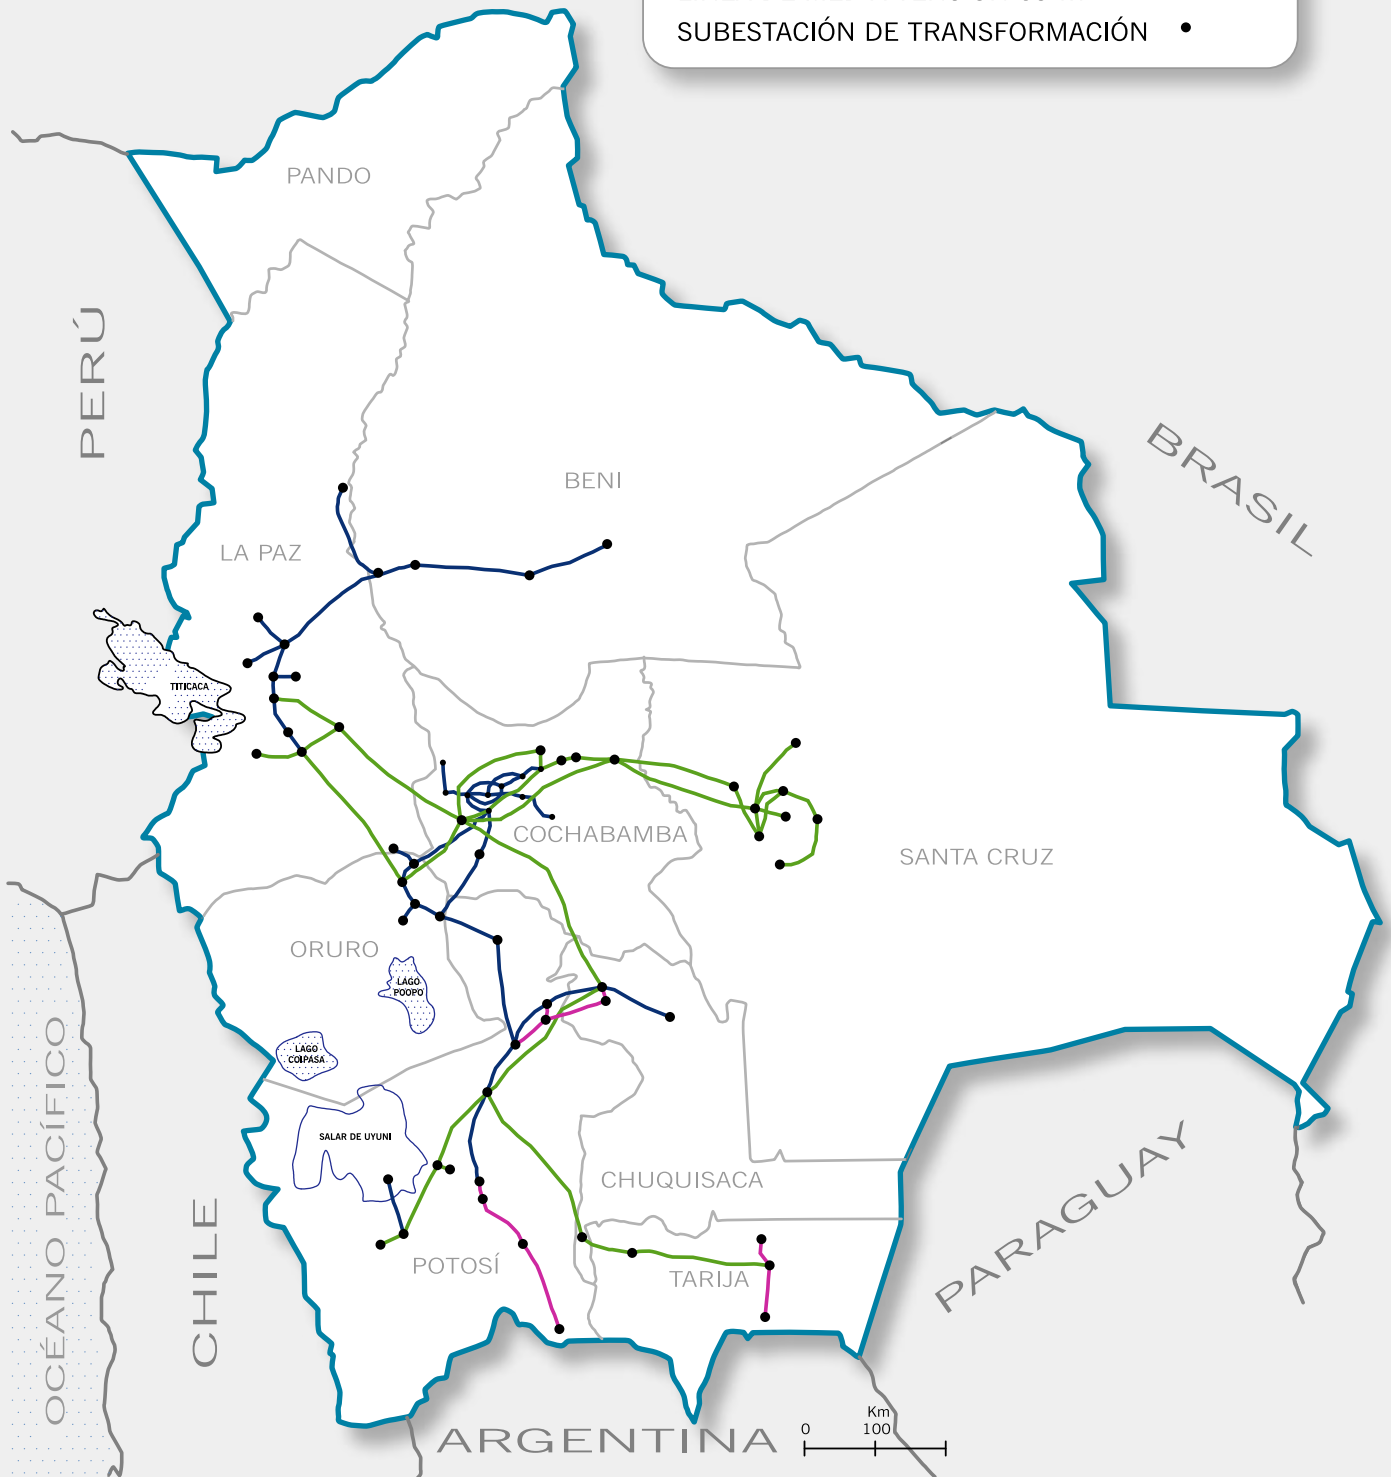 SUBESTACIÓN DE TRANSFORMACIÓN
PANDO
PERÚ
BRASIL
BENI
LA PAZ
TITICACA
COCHABAMBA
SANTA CRUZ
ORURO
LAGO
POOPO
LAGO
COIPASA
OCÉANO PACÍFICO
SALAR DE UYUNI
CHUQUISACA
PARAGUAY
CHILE
POTOSÍ
TARIJA
ARGENTINA
Km
0 100